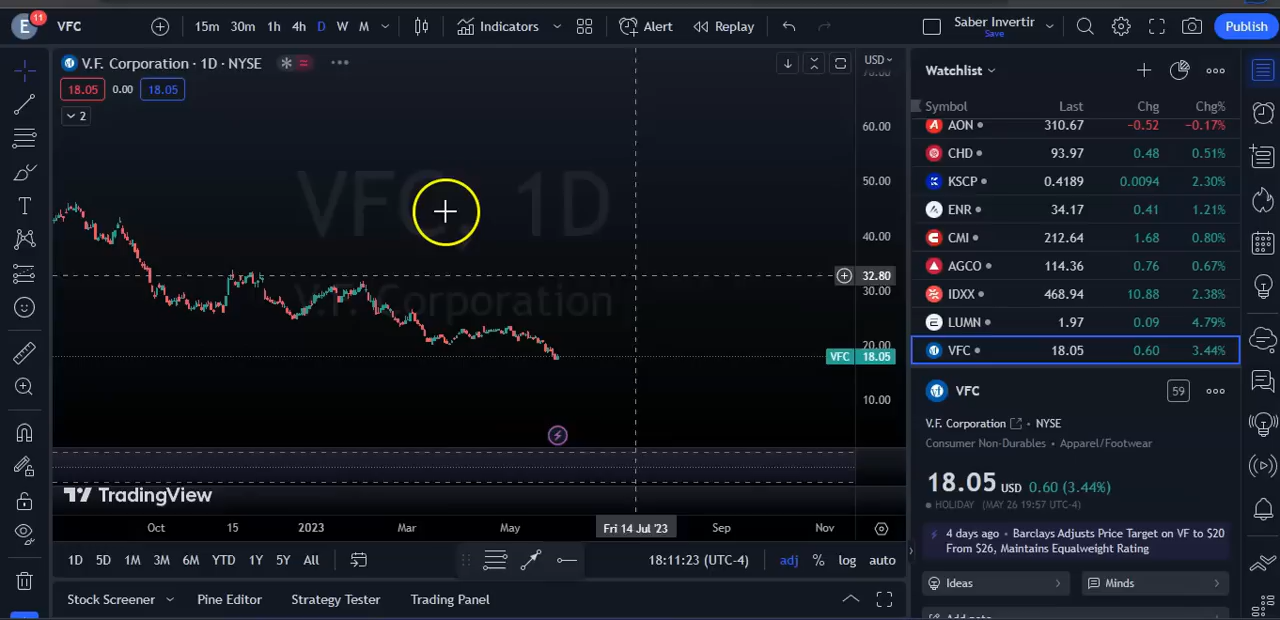 E 11 VFC 15m 30m 1h 4h D W M Indicators Alert Replay Saber Invertir Publish
Save
V.F. Corporation · 1D · NYSE USD
18.05 0.00 18.05
2
VFC, 1D
V.F. Corporation
60.00
50.00
40.00
32.80
30.00
20.00
VFC 18.05
10.00
TradingView
Oct 15 2023 Mar May Fri 14 Jul '23 Sep Nov
1D 5D 1M 3M 6M YTD 1Y 5Y All 18:11:23 (UTC-4) adj % log auto
Stock Screener Pine Editor Strategy Tester Trading Panel
Watchlist
Symbol Last Chg Chg%
AON 310.67 −0.52 −0.17%
CHD 93.97 0.48 0.51%
KSCP 0.4189 0.0094 2.30%
ENR 34.17 0.41 1.21%
CMI 212.64 1.68 0.80%
AGCO 114.36 0.76 0.67%
IDXX 468.94 10.88 2.38%
LUMN 1.97 0.09 4.79%
VFC 18.05 0.60 3.44%
VFC 59
V.F. Corporation · NYSE
Consumer Non-Durables · Apparel/Footwear
18.05 USD 0.60 (3.44%)
HOLIDAY (MAY 26 19:57 UTC-4)
4 days ago · Barclays Adjusts Price Target on VF to $20
From $26, Maintains Equalweight Rating
Ideas Minds